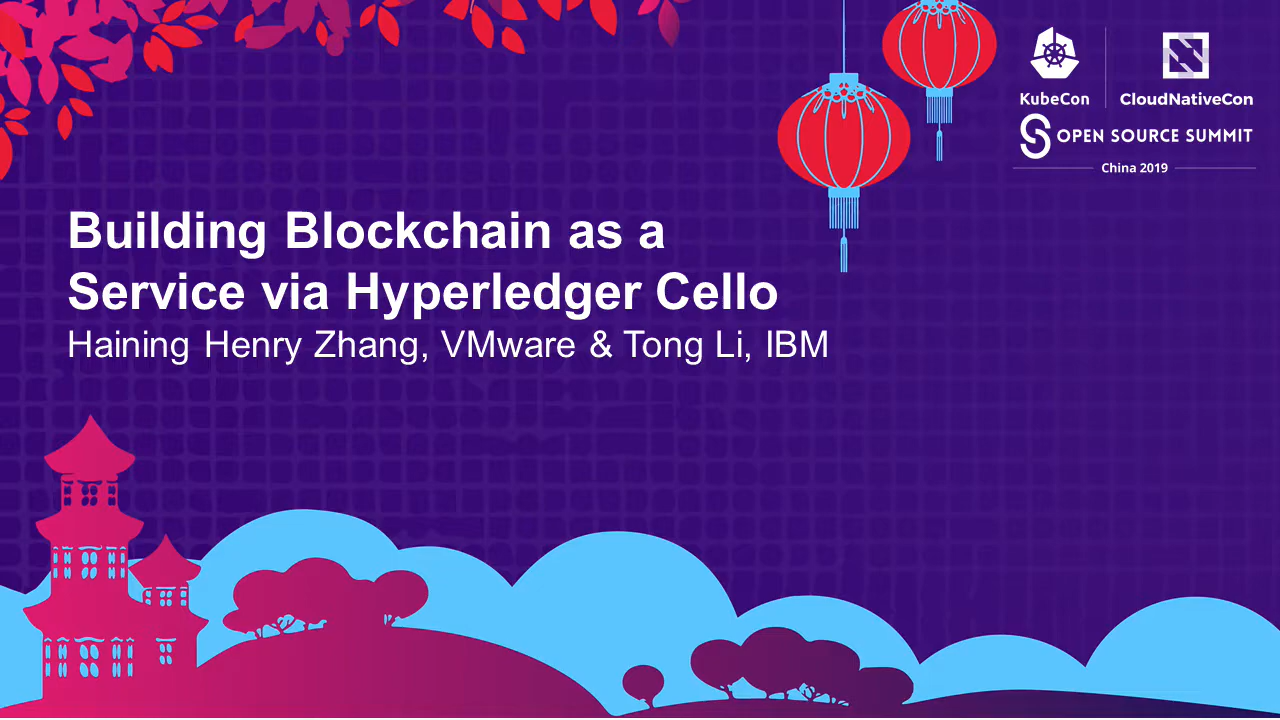 KubeCon
CloudNativeCon
OPEN SOURCE SUMMIT
China 2019
Building Blockchain as a
Service via Hyperledger Cello
Haining Henry Zhang, VMware & Tong Li, IBM